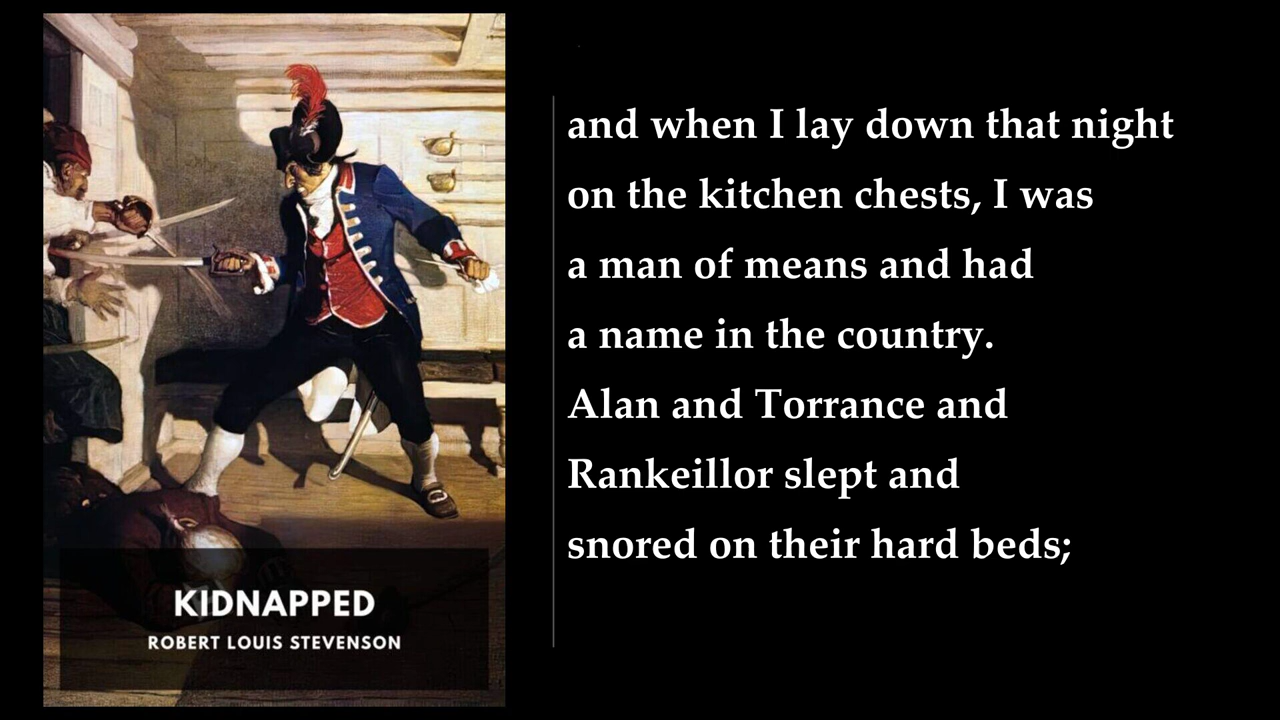 KIDNAPPED
ROBERT LOUIS STEVENSON
and when I lay down that night
on the kitchen chests, I was
a man of means and had
a name in the country.
Alan and Torrance and
Rankeillor slept and
snored on their hard beds;